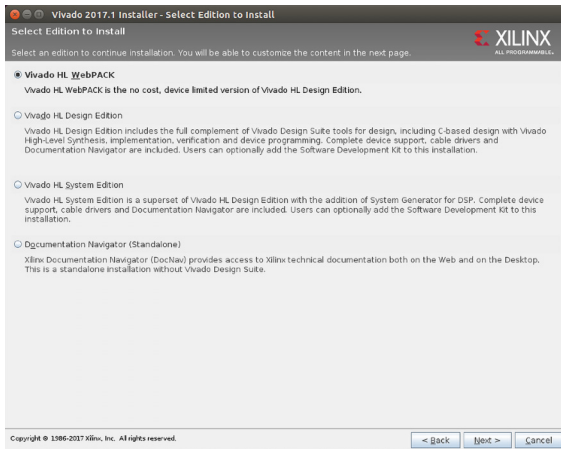 Vivado 2017.1 Installer - Select Edition to Install
Select Edition to Install
Select an edition to continue installation. You will be able to customize the content in the next page.
XILINX
ALL PROGRAMMABLE.
Vivado HL WebPACK
Vivado HL WebPACK is the no cost, device limited version of Vivado HL Design Edition.
Vivado HL Design Edition
Vivado HL Design Edition includes the full complement of Vivado Design Suite tools for design, including C-based design with Vivado
High-Level Synthesis, implementation, verification and device programming. Complete device support, cable drivers and
Documentation Navigator are included. Users can optionally add the Software Development Kit to this installation.
Vivado HL System Edition
Vivado HL System Edition is a superset of Vivado HL Design Edition with the addition of System Generator for DSP. Complete device
support, cable drivers and Documentation Navigator are included. Users can optionally add the Software Development Kit to this
installation.
Documentation Navigator (Standalone)
Xilinx Documentation Navigator (DocNav) provides access to Xilinx technical documentation both on the Web and on the Desktop.
This is a standalone installation without Vivado Design Suite.
Copyright © 1986-2017 Xilinx, Inc. All rights reserved.
< Back
Next >
Cancel